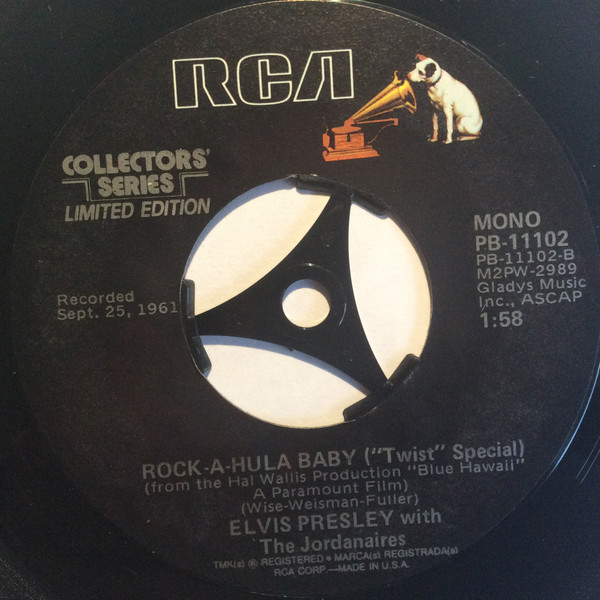 RCA
COLLECTORS'
SERIES
LIMITED EDITION
Recorded
Sept. 25, 1961
MONO
PB-11102
PB-11102-B
M2PW-2989
Gladys Music
Inc., ASCAP
1:58
ROCK-A-HULA BABY ("Twist" Special)
(from the Hal Wallis Production "Blue Hawaii"
A Paramount Film)
(Wise-Weisman-Fuller)
ELVIS PRESLEY with
The Jordanaires
TMK(s) ® REGISTERED • MARCA(s) REGISTRADA(s)
RCA CORP.—MADE IN U.S.A.